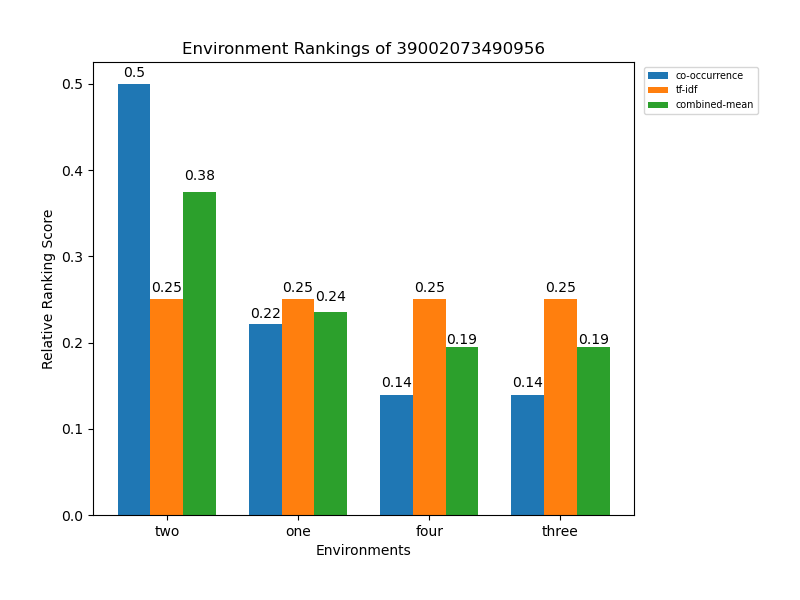 Environment Rankings of 39002073490956
co-occurrence
tf-idf
combined-mean
Relative Ranking Score
0.5
0.4
0.3
0.2
0.1
0.0
0.5
0.25
0.38
0.22
0.25
0.24
0.14
0.25
0.19
0.14
0.25
0.19
two one four three
Environments